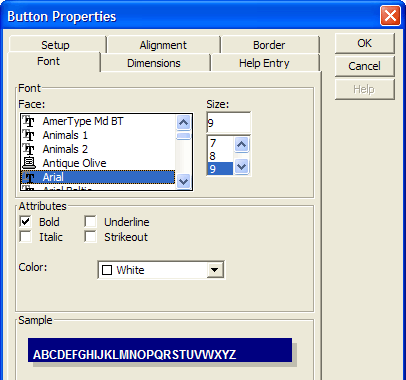 Button Properties
Setup Alignment Border
Font Dimensions Help Entry
OK
Cancel
Help
Font
Face: Size:
AmerType Md BT
Animals 1
Animals 2
Antique Olive
Arial
Arial Baltic
9
7
8
9
Attributes
Bold Underline
Italic Strikeout
Color: White
Sample
ABCDEFGHIJKLMNOPQRSTUVWXYZ